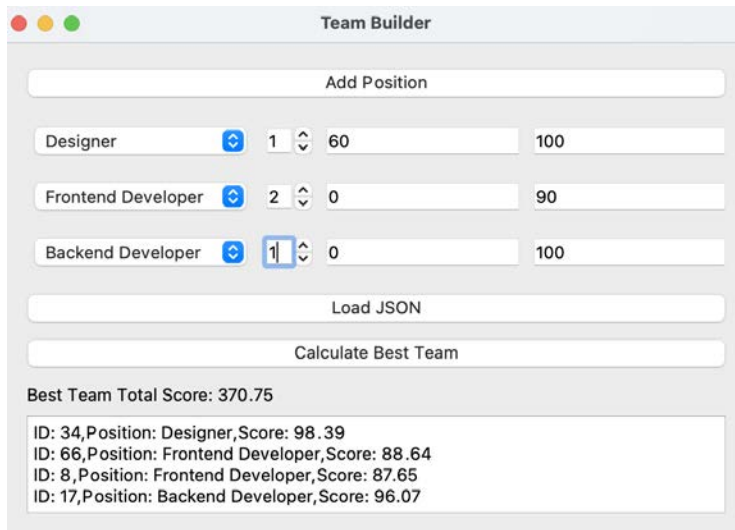 Team Builder
Add Position
Designer 1 60 100
Frontend Developer 2 0 90
Backend Developer 1 0 100
Load JSON
Calculate Best Team
Best Team Total Score: 370.75
ID: 34,Position: Designer,Score: 98.39
ID: 66,Position: Frontend Developer,Score: 88.64
ID: 8,Position: Frontend Developer,Score: 87.65
ID: 17,Position: Backend Developer,Score: 96.07